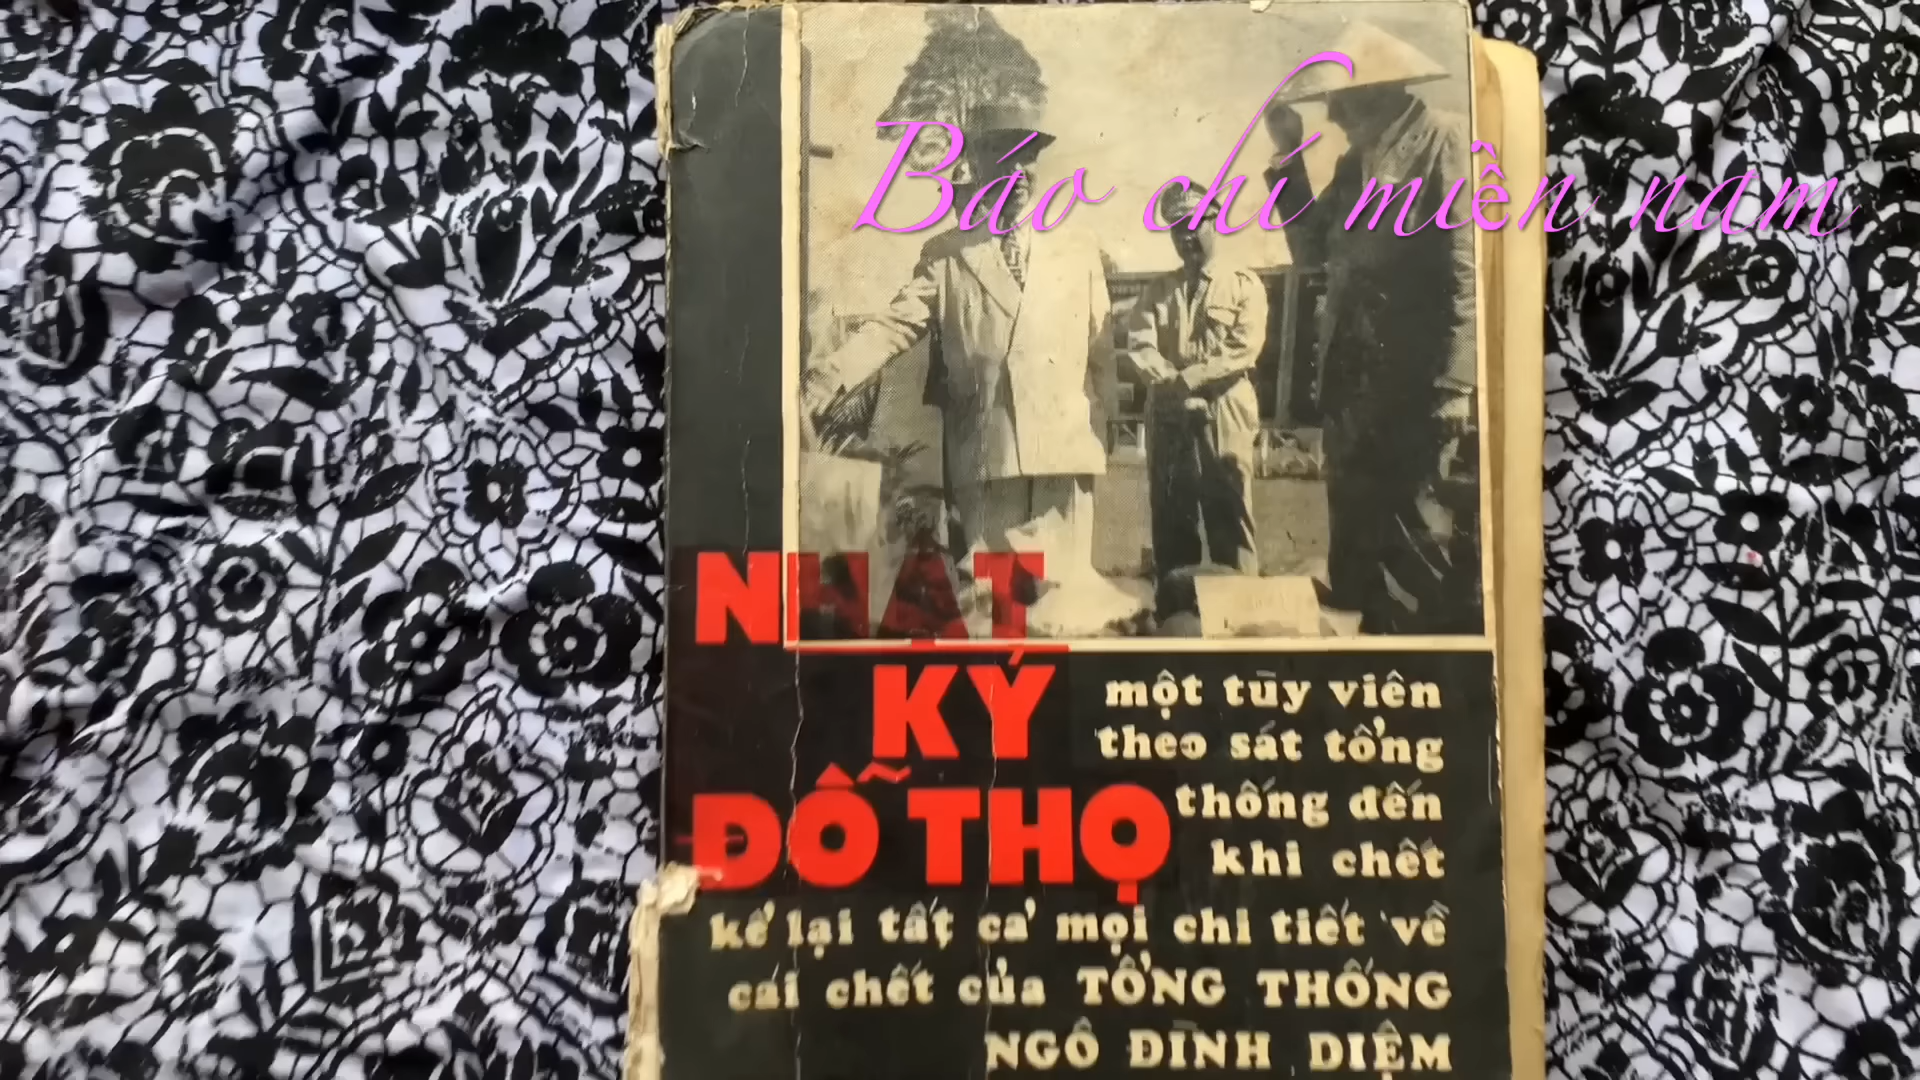 Báo chí miền nam
NHẬT
KÝ
ĐỖ THỌ
một tùy viên
theo sát tổng
thống đến
khi chết
kể lại tất cả mọi chi tiết về
cái chết của TỔNG THỐNG
NGÔ ĐÌNH DIỆM